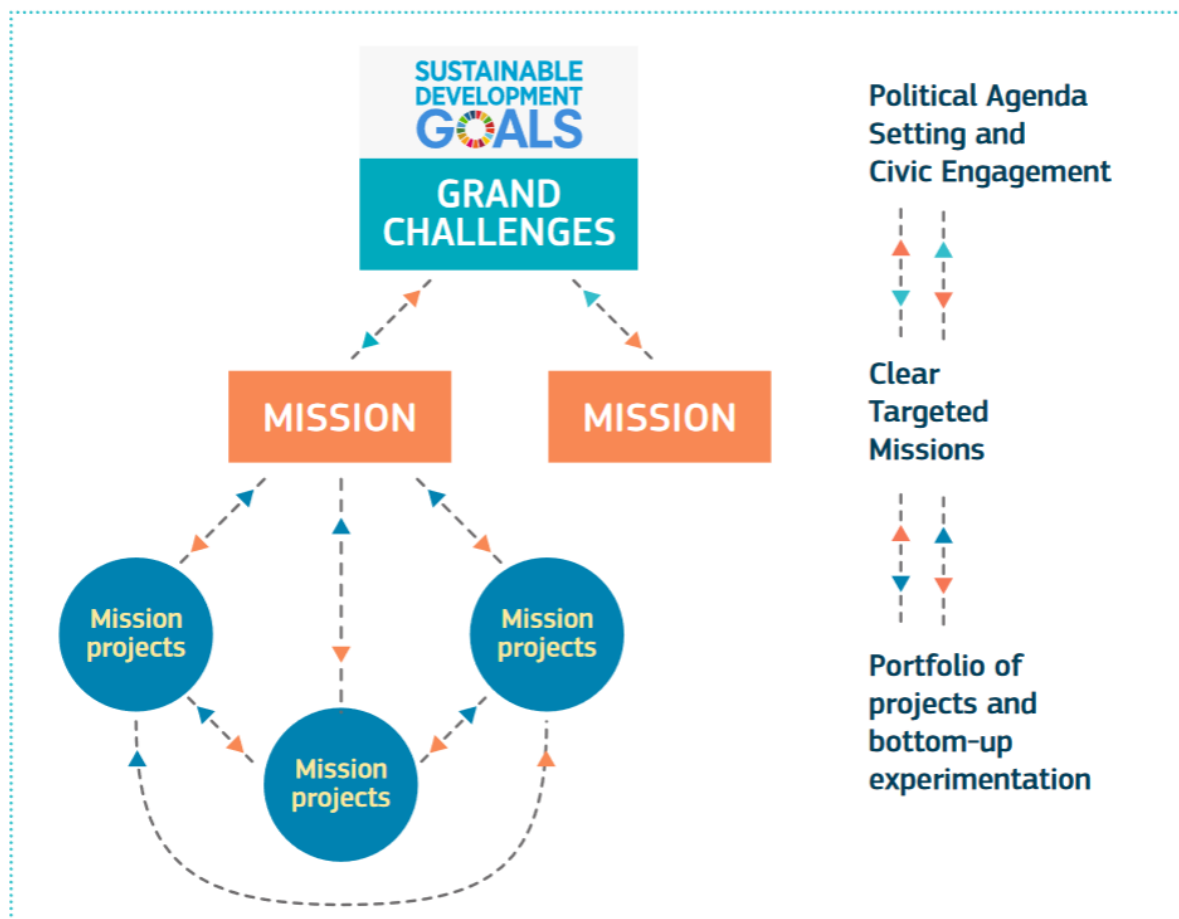 SUSTAINABLE
DEVELOPMENT
GOALS
GRAND
CHALLENGES
MISSION
MISSION
Mission
projects
Mission
projects
Mission
projects
Political Agenda
Setting and
Civic Engagement
Clear
Targeted
Missions
Portfolio of
projects and
bottom-up
experimentation